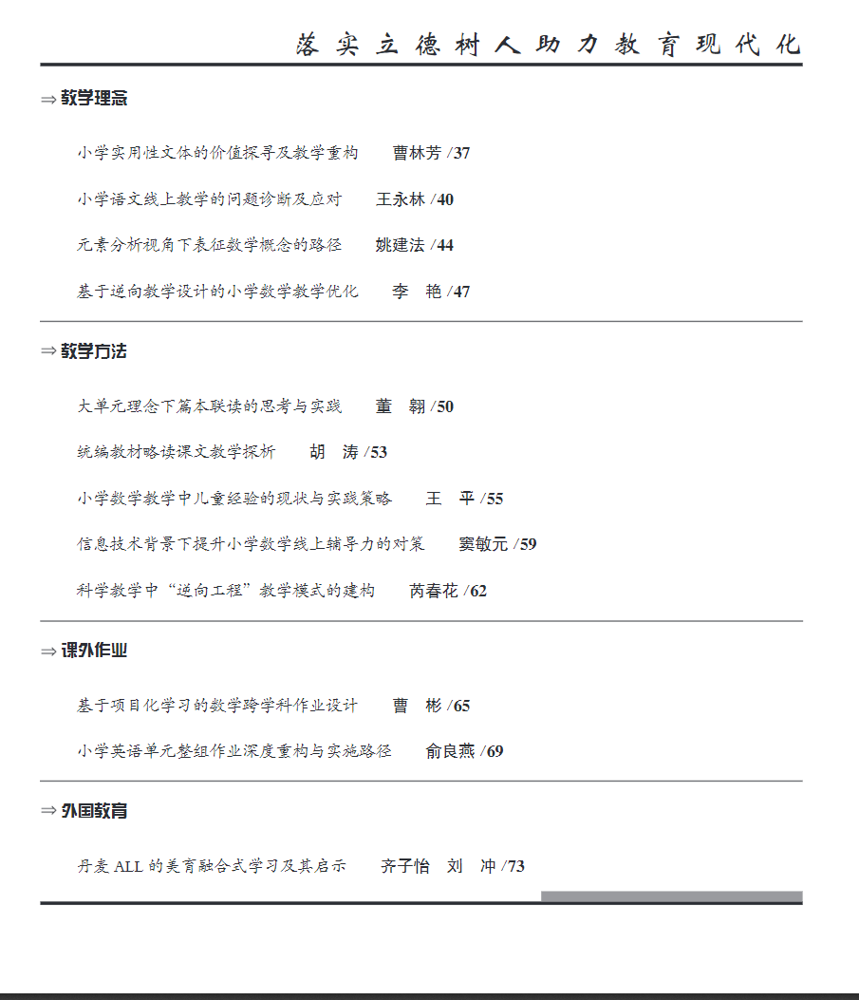 落实立德树人助力教育现代化
⇒ 教学理念
小学实用性文体的价值探寻及教学重构 曹林芳 /37
小学语文线上教学的问题诊断及应对 王永林 /40
元素分析视角下表征数学概念的路径 姚建法 /44
基于逆向教学设计的小学数学教学优化 李 艳 /47
⇒ 教学方法
大单元理念下篇本联读的思考与实践 董 翱 /50
统编教材略读课文教学探析 胡 涛 /53
小学数学教学中儿童经验的现状与实践策略 王 平 /55
信息技术背景下提升小学数学线上辅导力的对策 窦敏元 /59
科学教学中“逆向工程”教学模式的建构 芮春花 /62
⇒ 课外作业
基于项目化学习的数学跨学科作业设计 曹 彬 /65
小学英语单元整组作业深度重构与实施路径 俞良燕 /69
⇒ 外国教育
丹麦 ALL 的美育融合式学习及其启示 齐子怡 刘 冲 /73